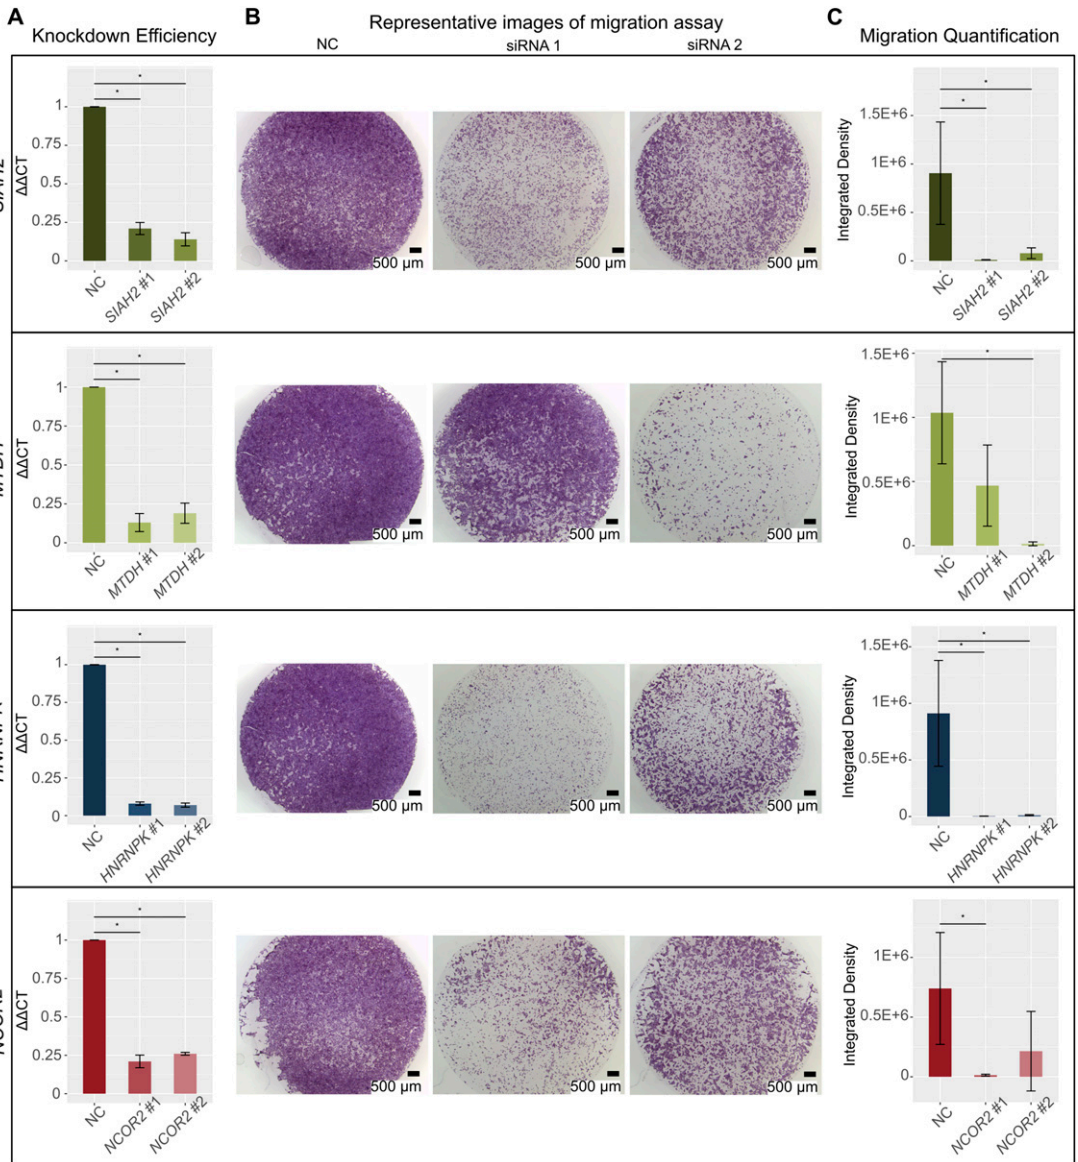 A
B
C
Knockdown Efficiency
Representative images of migration assay
Migration Quantification
NC
siRNA 1
siRNA 2
SIAH2
ΔΔCT
1
0.75
0.5
0.25
0
*
*
NC
SIAH2 #1
SIAH2 #2
500 µm
500 µm
500 µm
Integrated Density
1.5E+6
1E+6
0.5E+6
0
*
*
NC
SIAH2 #1
SIAH2 #2
MTDH
ΔΔCT
1
0.75
0.5
0.25
0
*
*
NC
MTDH #1
MTDH #2
500 µm
500 µm
500 µm
Integrated Density
1.5E+6
1E+6
0.5E+6
0
*
NC
MTDH #1
MTDH #2
ΔΔCT
1
0.75
0.5
0.25
0
*
*
NC
HNRNPK #1
HNRNPK #2
500 µm
500 µm
500 µm
Integrated Density
1.5E+6
1E+6
0.5E+6
0
*
*
NC
HNRNPK #1
HNRNPK #2
NCOR2
ΔΔCT
1
0.75
0.5
0.25
0
*
*
NC
NCOR2 #1
NCOR2 #2
500 µm
500 µm
500 µm
Integrated Density
1E+6
0.5E+6
0
*
NC
NCOR2 #1
NCOR2 #2